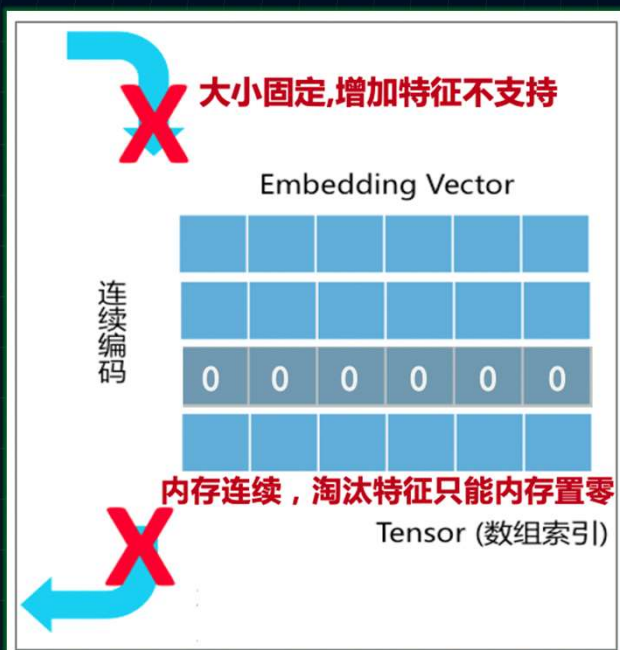 大小固定,增加特征不支持
Embedding Vector
连续编码
0 0 0 0 0 0
内存连续，淘汰特征只能内存置零
Tensor (数组索引)